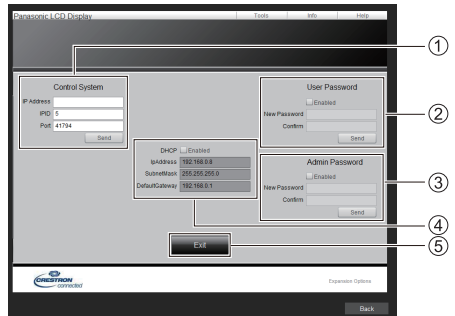 Panasonic LCD Display
Tools Info Help
①
Control System
IP Address
IPID 5
Port 41794
Send
User Password
Enabled
New Password
Confirm
Send
②
Admin Password
Enabled
New Password
Confirm
Send
③
DHCP Enabled
IpAddress 192.168.0.8
SubnetMask 255.255.255.0
DefaultGateway 192.168.0.1
④
Exit
⑤
CRESTRON
connected
Expansion Options
Back